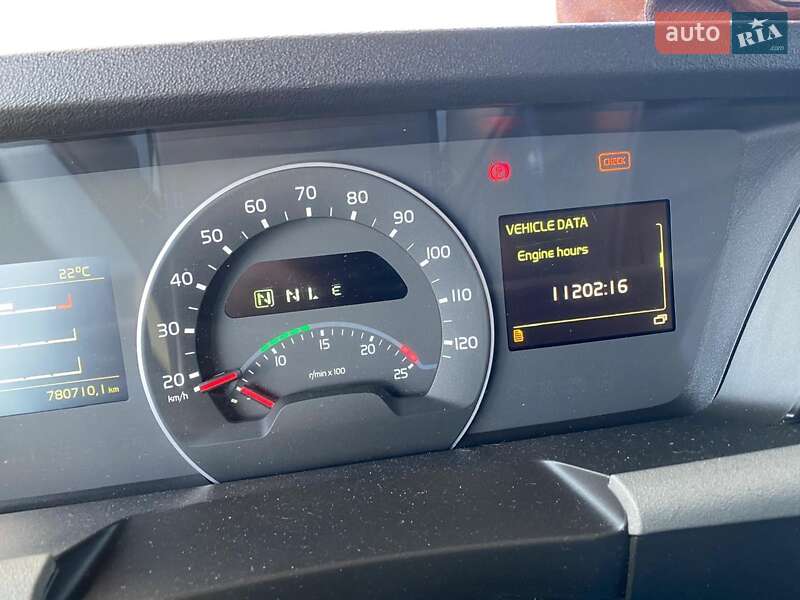 auto RIA .com
CHECK
VEHICLE DATA
Engine hours
11202:16
22°C
780710,1 km
20 30 40 50 60 70 80 90 100 110 120
km/h
N N L E
10 15 20 25
r/min x 100